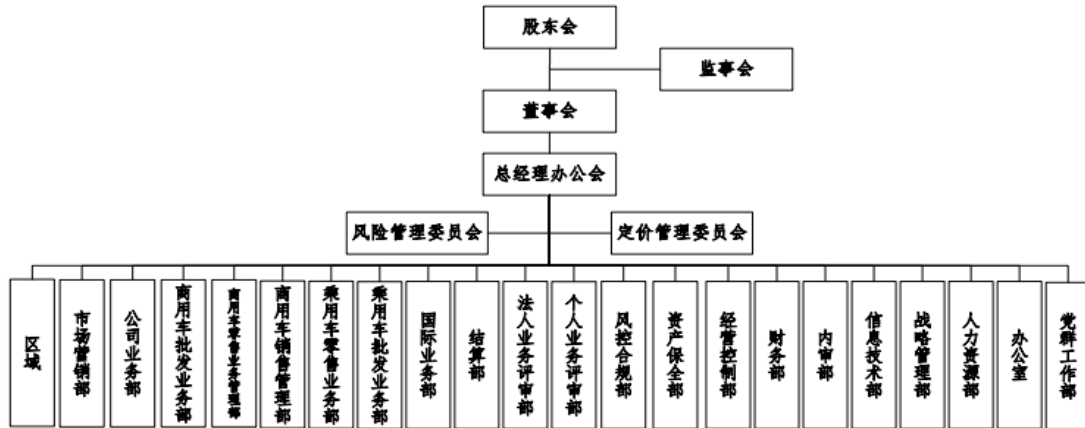 股东会
监事会
董事会
总经理办公会
风险管理委员会
定价管理委员会
区域
市场营销部
公司业务部
商用车批发业务部
商用车零售业务管理部
商用车销售管理部
乘用车零售业务部
乘用车批发业务部
国际业务部
结算部
法人业务评审部
个人业务评审部
风控合规部
资产保全部
经营控制部
财务部
内审部
信息技术部
战略管理部
人力资源部
办公室
党群工作部